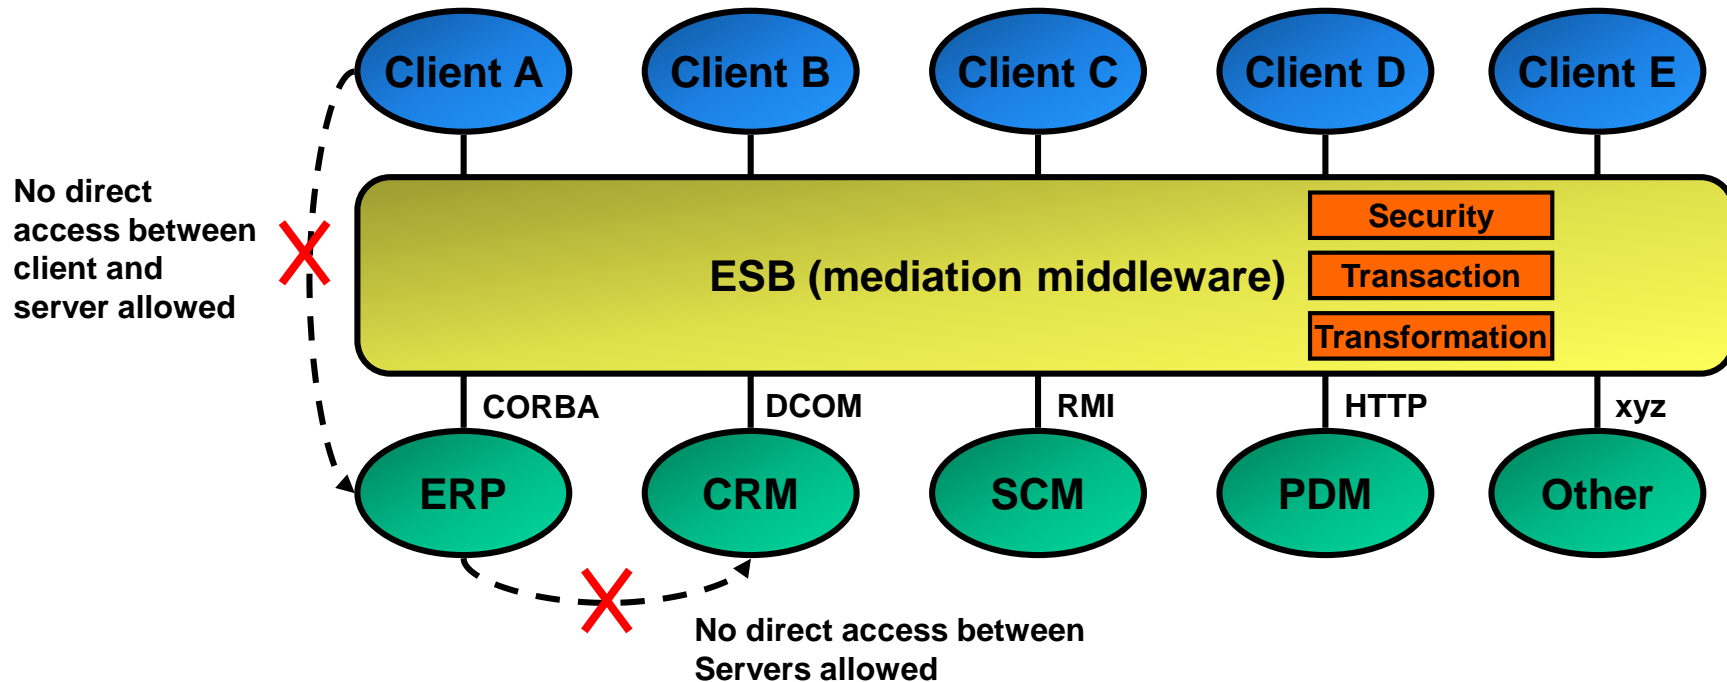 Client A
Client B
Client C
Client D
Client E
No direct
access between
client and
server allowed
Security
ESB (mediation middleware)
Transaction
Transformation
CORBA
DCOM
RMI
HTTP
xyz
ERP
CRM
SCM
PDM
Other
No direct access between
Servers allowed